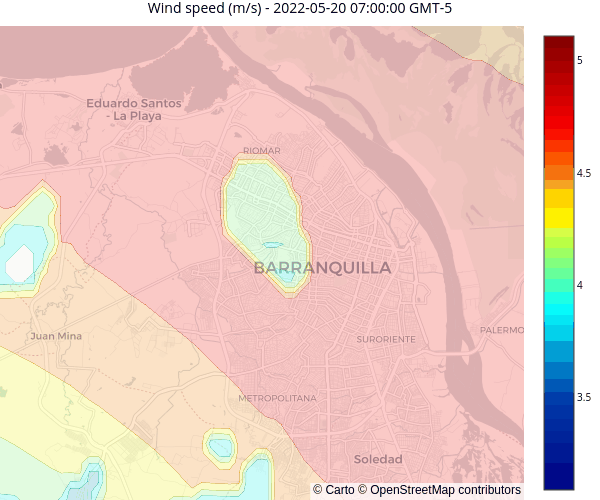 Wind speed (m/s) - 2022-05-20 07:00:00 GMT-5
5
Eduardo Santos
- La Playa
RIOMAR
4.5
BARRANQUILLA
4
Juan Mina
SURORIENTE
PALERMO
METROPOLITANA
3.5
Soledad
© Carto © OpenStreetMap contributors